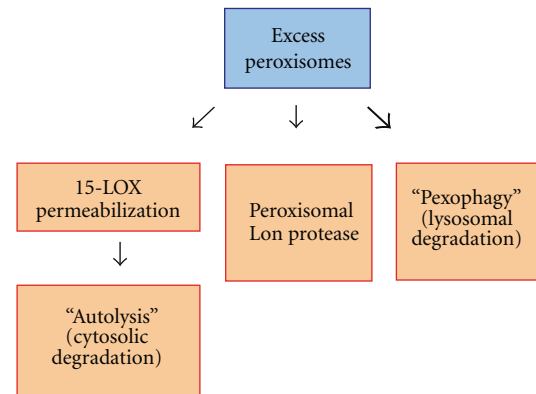 Excess
peroxisomes
15-LOX
permeabilization
Peroxisomal
Lon protease
“Pexophagy”
(lysosomal
degradation)
“Autolysis”
(cytosolic
degradation)